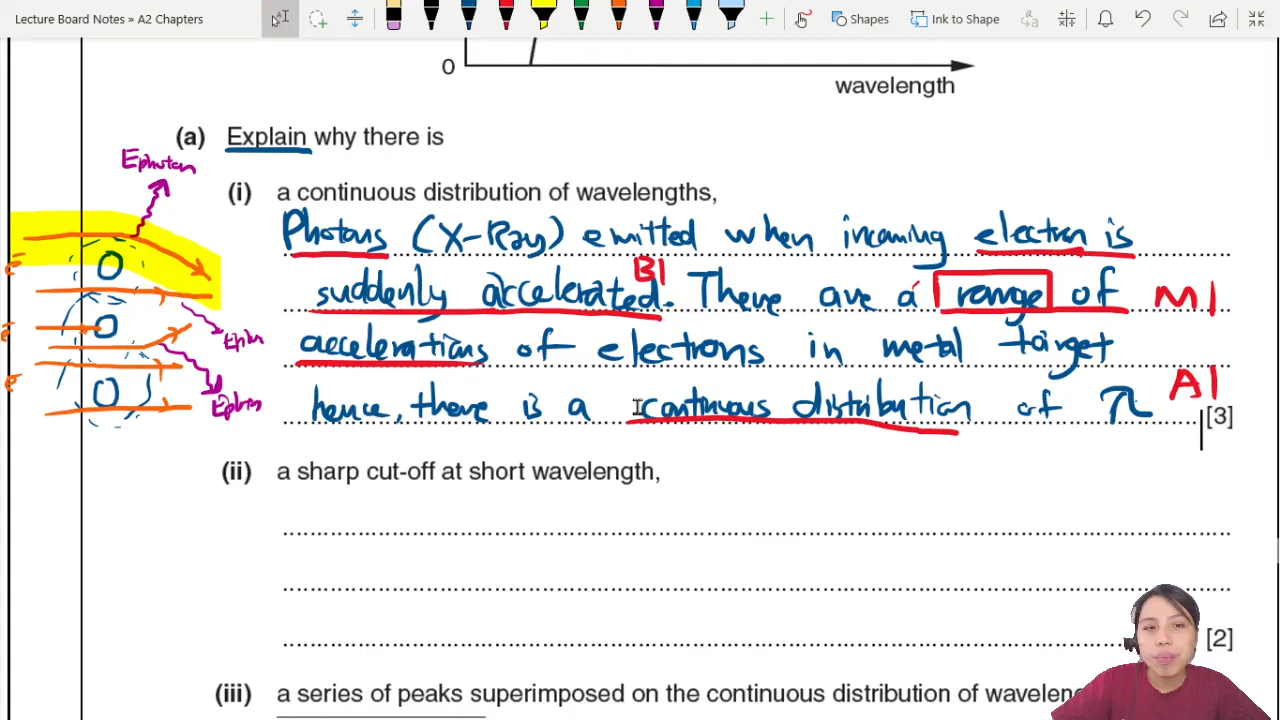 Lecture Board Notes » A2 Chapters
Shapes
Ink to Shape
0
wavelength
(a) Explain why there is
Ephoton
(i) a continuous distribution of wavelengths,
Photons (X-Ray) emitted when incoming electron is
suddenly accelerated. There are a range of
B1
M1
accelerations of electrons in metal target
hence, there is a continuous distribution of λ
A1
[3]
(ii) a sharp cut-off at short wavelength,
[2]
(iii) a series of peaks superimposed on the continuous distribution of